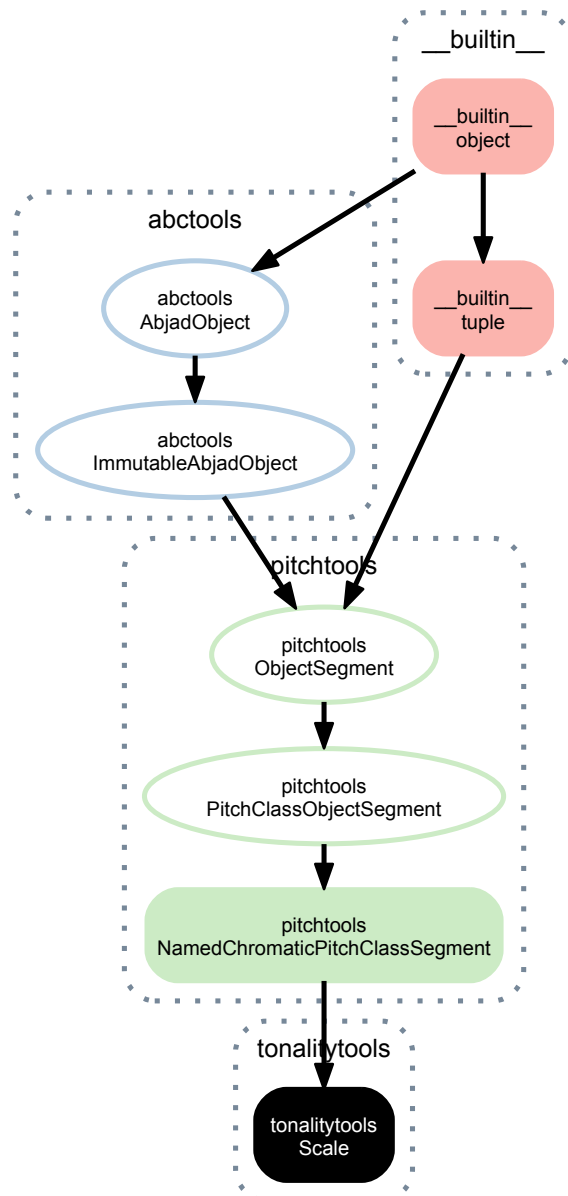 __builtin__
__builtin__
object
abctools
abctools
AbjadObject
__builtin__
tuple
abctools
ImmutableAbjadObject
pitchtools
pitchtools
ObjectSegment
pitchtools
PitchClassObjectSegment
pitchtools
NamedChromaticPitchClassSegment
tonalitytools
tonalitytools
Scale